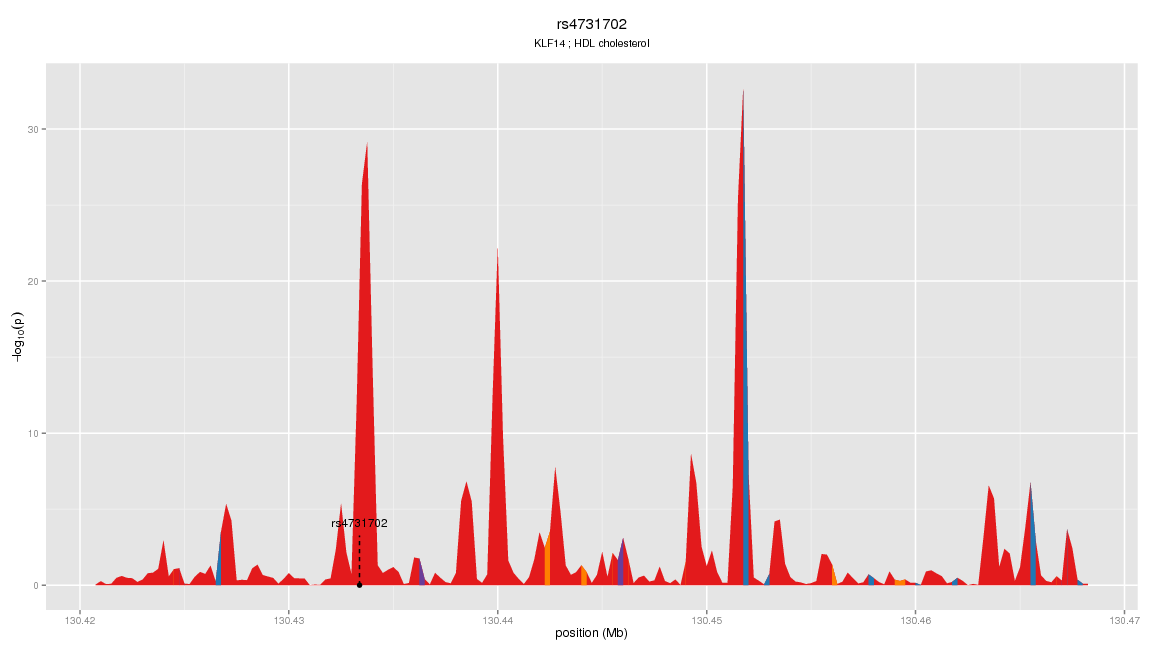 rs4731702
KLF14 ; HDL cholesterol
30
20
10
0
−log10(p)
rs4731702
130.42 130.43 130.44 130.45 130.46 130.47
position (Mb)